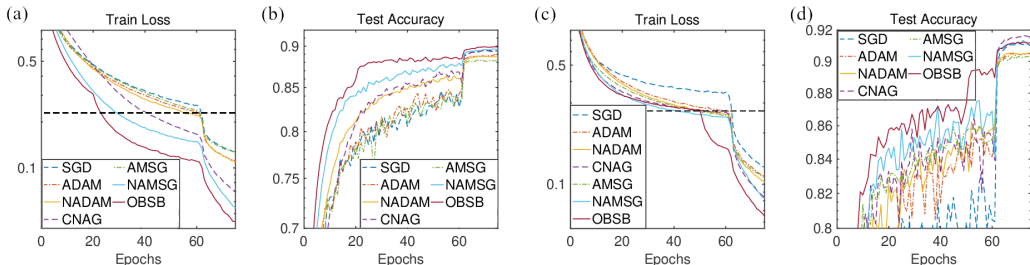 (a) Train Loss
0.5
0.1
SGD AMSG
ADAM NAMSG
NADAM OBSB
CNAG
0 20 40 60
Epochs
(b) Test Accuracy
0.9
0.85
0.8
0.75
0.7
SGD AMSG
ADAM NAMSG
NADAM OBSB
CNAG
0 20 40 60
Epochs
(c) Train Loss
0.5
0.1
SGD
ADAM
NADAM
CNAG
AMSG
NAMSG
OBSB
0 20 40 60
Epochs
(d) Test Accuracy
0.92
0.9
0.88
0.86
0.84
0.82
0.8
SGD AMSG
ADAM NAMSG
NADAM OBSB
CNAG
0 20 40 60
Epochs